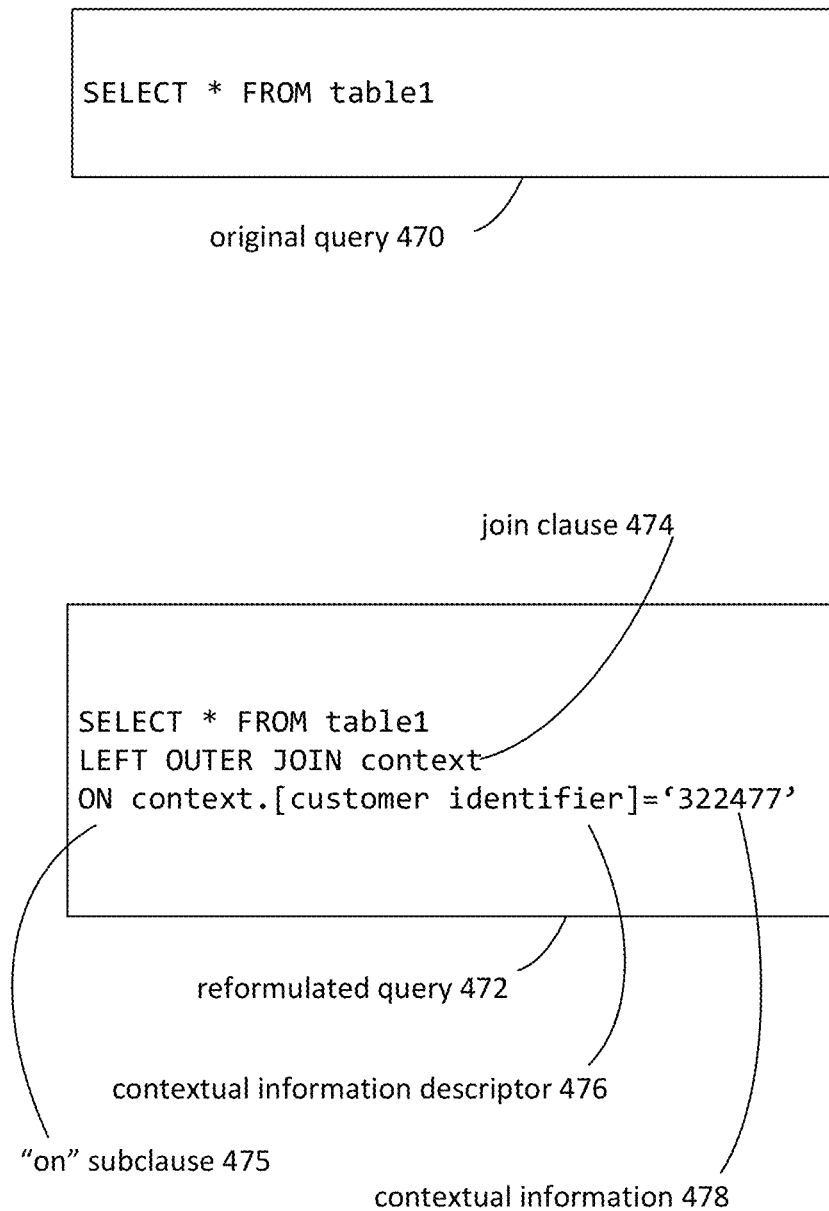 SELECT * FROM table1
original query 470
join clause 474
SELECT * FROM table1
LEFT OUTER JOIN context
ON context.[customer identifier]=‘322477’
reformulated query 472
contextual information descriptor 476
“on” subclause 475
contextual information 478